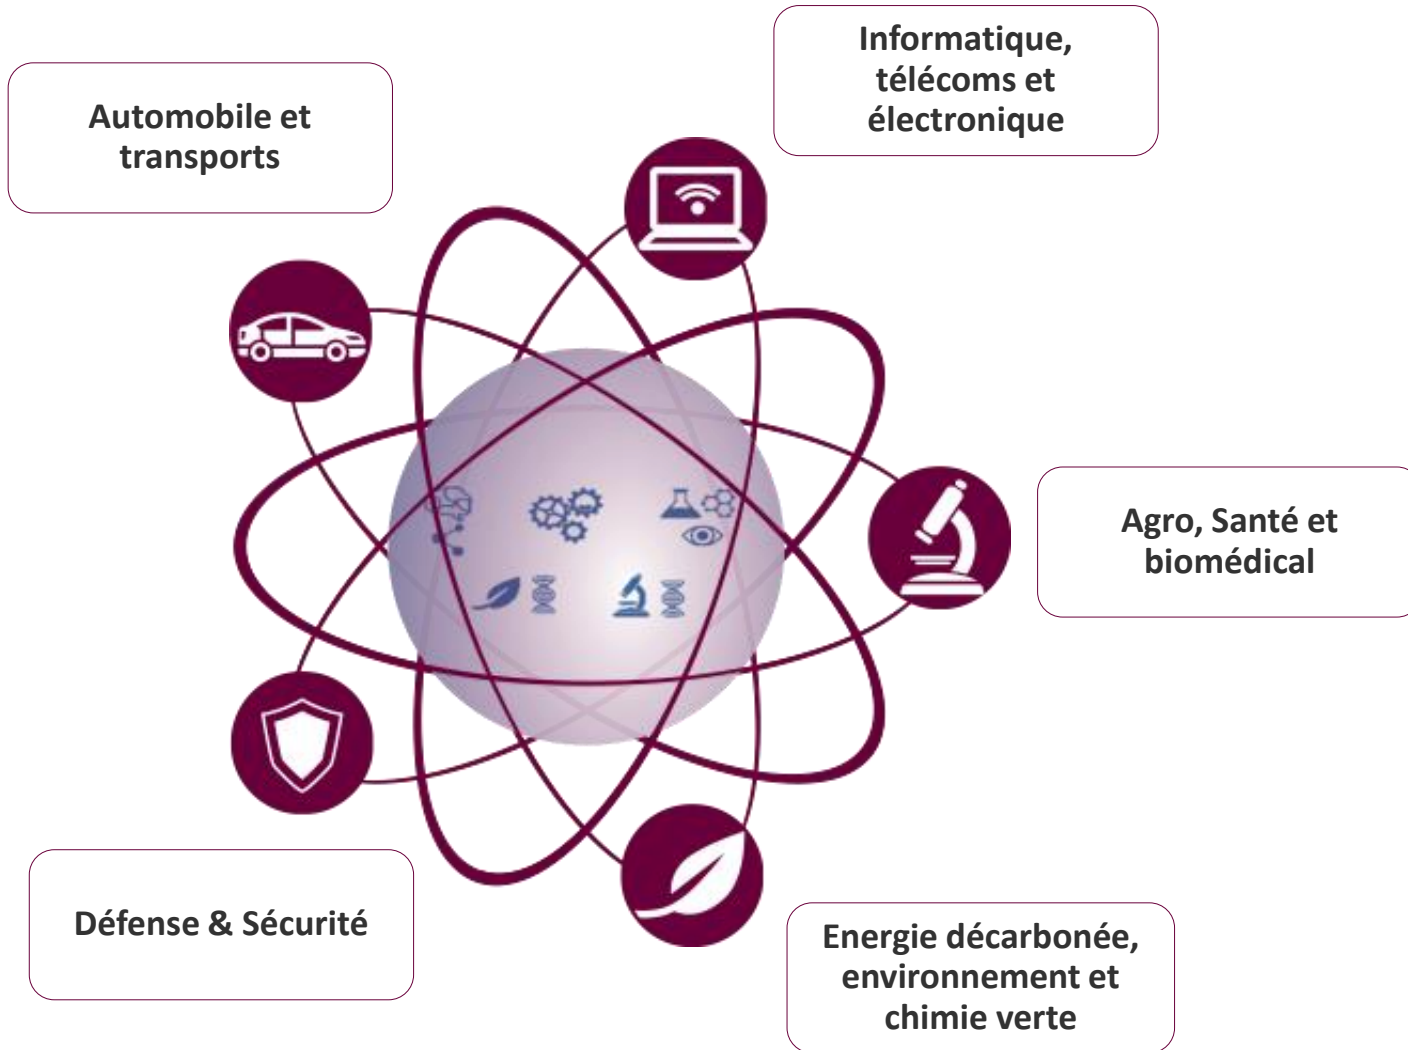 Informatique,
télécoms et
électronique
Automobile et
transports
Agro, Santé et
biomédical
Défense & Sécurité
Energie décarbonée,
environnement et
chimie verte